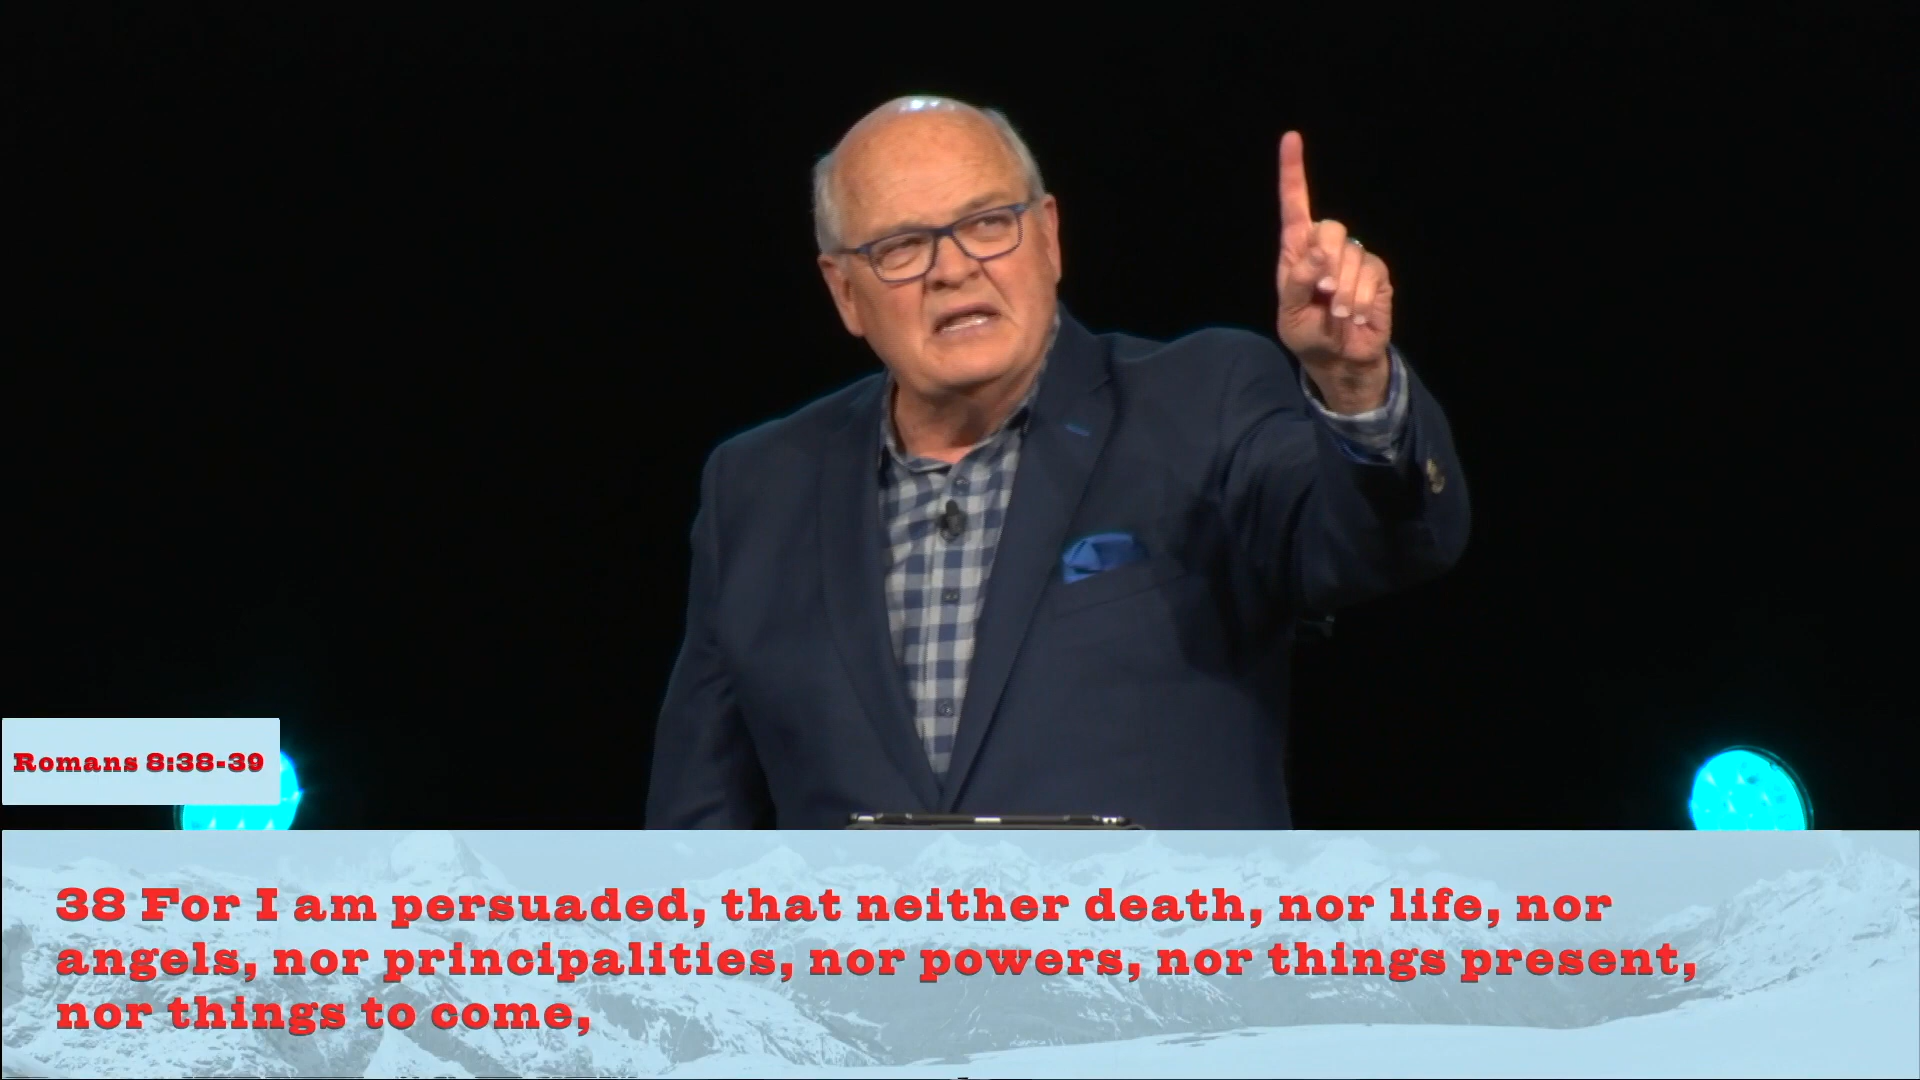 Romans 8:38-39
38 For I am persuaded, that neither death, nor life, nor
angels, nor principalities, nor powers, nor things present,
nor things to come,